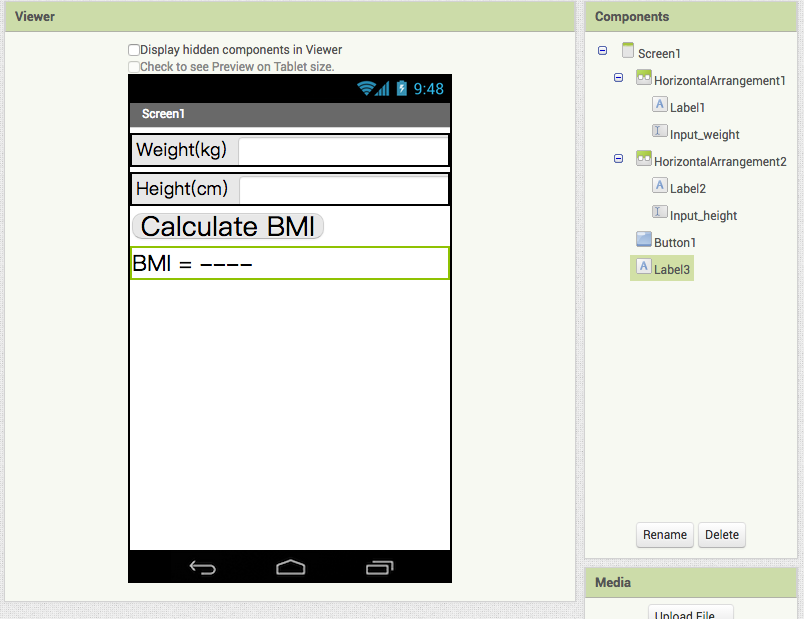 Viewer
Display hidden components in Viewer
Check to see Preview on Tablet size.
9:48
Screen1
Weight(kg)
Height(cm)
Calculate BMI
BMI = ----
Components
Screen1
HorizontalArrangement1
A Label1
Input_weight
HorizontalArrangement2
A Label2
Input_height
Button1
A Label3
Rename Delete
Media
Upload File ...